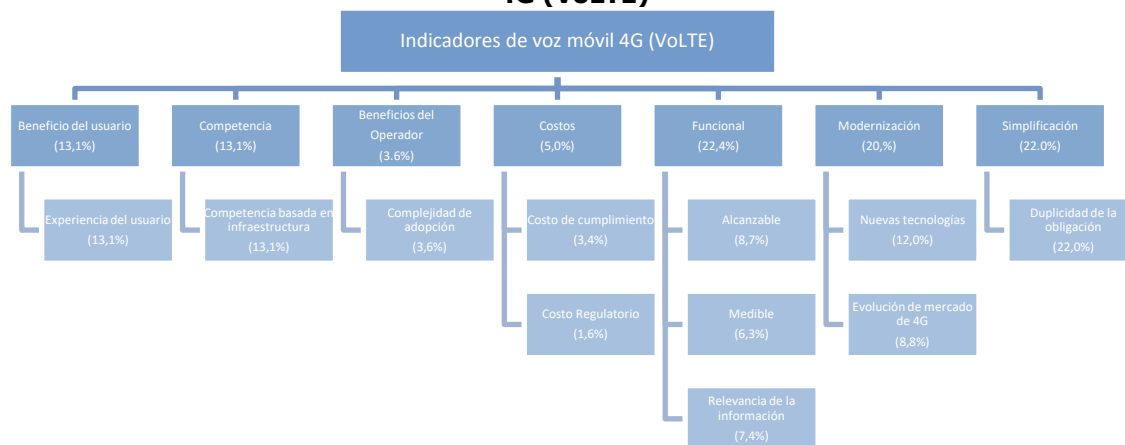 Indicadores de voz móvil 4G (VoLTE)
Beneficio del usuario
(13,1%)
Competencia
(13,1%)
Beneficios del
Operador
(3.6%)
Costos
(5,0%)
Funcional
(22,4%)
Modernización
(20,%)
Simplificación
(22.0%)
Experiencia del usuario
(13,1%)
Competencia basada en
infraestructura
(13,1%)
Complejidad de
adopción
(3,6%)
Costo de cumplimiento
(3,4%)
Costo Regulatorio
(1,6%)
Alcanzable
(8,7%)
Medible
(6,3%)
Relevancia de la
información
(7,4%)
Nuevas tecnologías
(12,0%)
Evolución de mercado
de 4G
(8,8%)
Duplicidad de la
obligación
(22,0%)